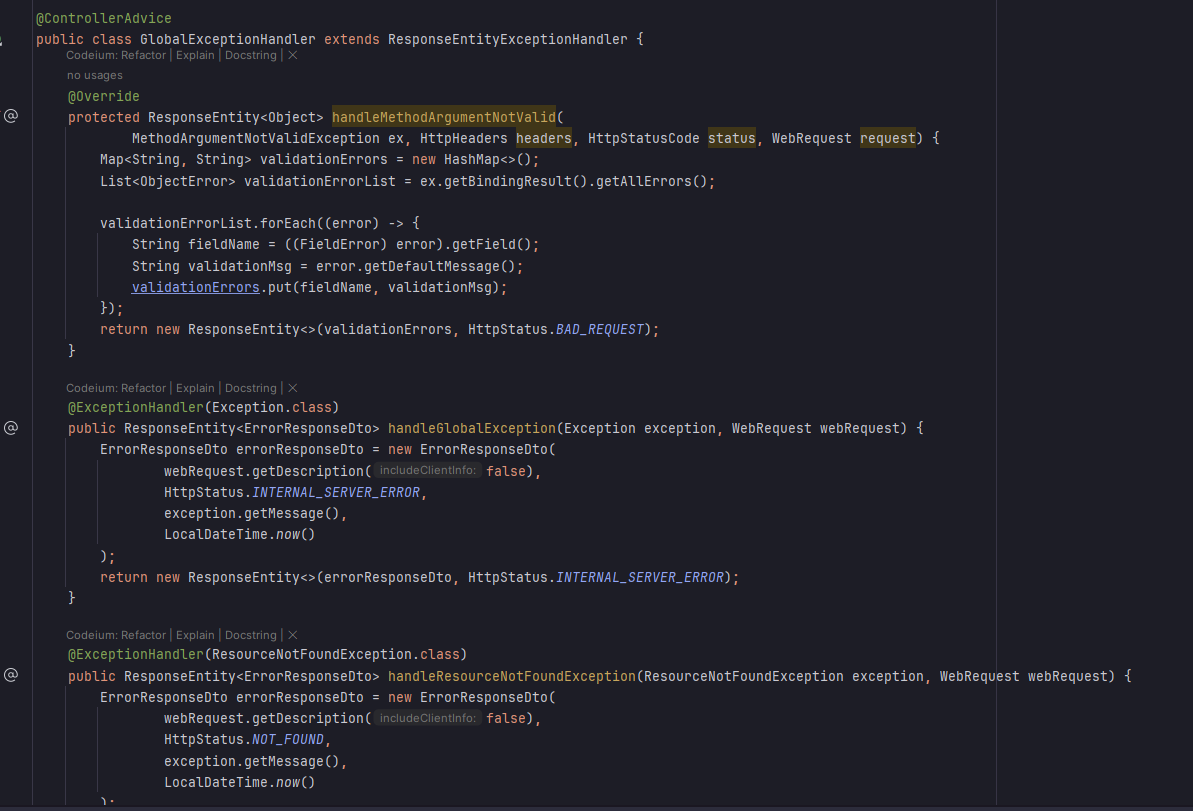 @ControllerAdvice
public class GlobalExceptionHandler extends ResponseEntityExceptionHandler {
Codeium: Refactor | Explain | Docstring | ×
no usages
@Override
protected ResponseEntity<Object> handleMethodArgumentNotValid(
MethodArgumentNotValidException ex, HttpHeaders headers, HttpStatusCode status, WebRequest request) {
Map<String, String> validationErrors = new HashMap<>();
List<ObjectError> validationErrorList = ex.getBindingResult().getAllErrors();
validationErrorList.forEach((error) -> {
String fieldName = ((FieldError) error).getField();
String validationMsg = error.getDefaultMessage();
validationErrors.put(fieldName, validationMsg);
});
return new ResponseEntity<>(validationErrors, HttpStatus.BAD_REQUEST);
}
Codeium: Refactor | Explain | Docstring | ×
@ExceptionHandler(Exception.class)
public ResponseEntity<ErrorResponseDto> handleGlobalException(Exception exception, WebRequest webRequest) {
ErrorResponseDto errorResponseDto = new ErrorResponseDto(
webRequest.getDescription( includeClientInfo: false),
HttpStatus.INTERNAL_SERVER_ERROR,
exception.getMessage(),
LocalDateTime.now()
);
return new ResponseEntity<>(errorResponseDto, HttpStatus.INTERNAL_SERVER_ERROR);
}
Codeium: Refactor | Explain | Docstring | ×
@ExceptionHandler(ResourceNotFoundException.class)
public ResponseEntity<ErrorResponseDto> handleResourceNotFoundException(ResourceNotFoundException exception, WebRequest webRequest) {
ErrorResponseDto errorResponseDto = new ErrorResponseDto(
webRequest.getDescription( includeClientInfo: false),
HttpStatus.NOT_FOUND,
exception.getMessage(),
LocalDateTime.now()
);